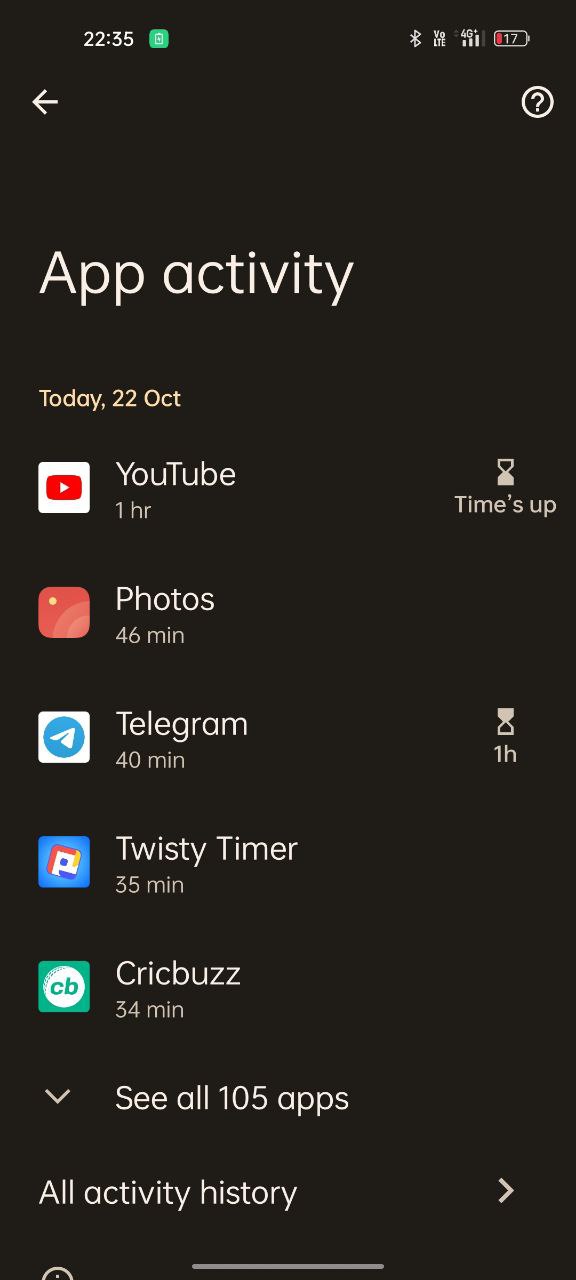 22:35
Vo
LTE
4G+
17
App activity
Today, 22 Oct
YouTube
1 hr
Time's up
Photos
46 min
Telegram
40 min
1h
Twisty Timer
35 min
cb
Cricbuzz
34 min
See all 105 apps
All activity history